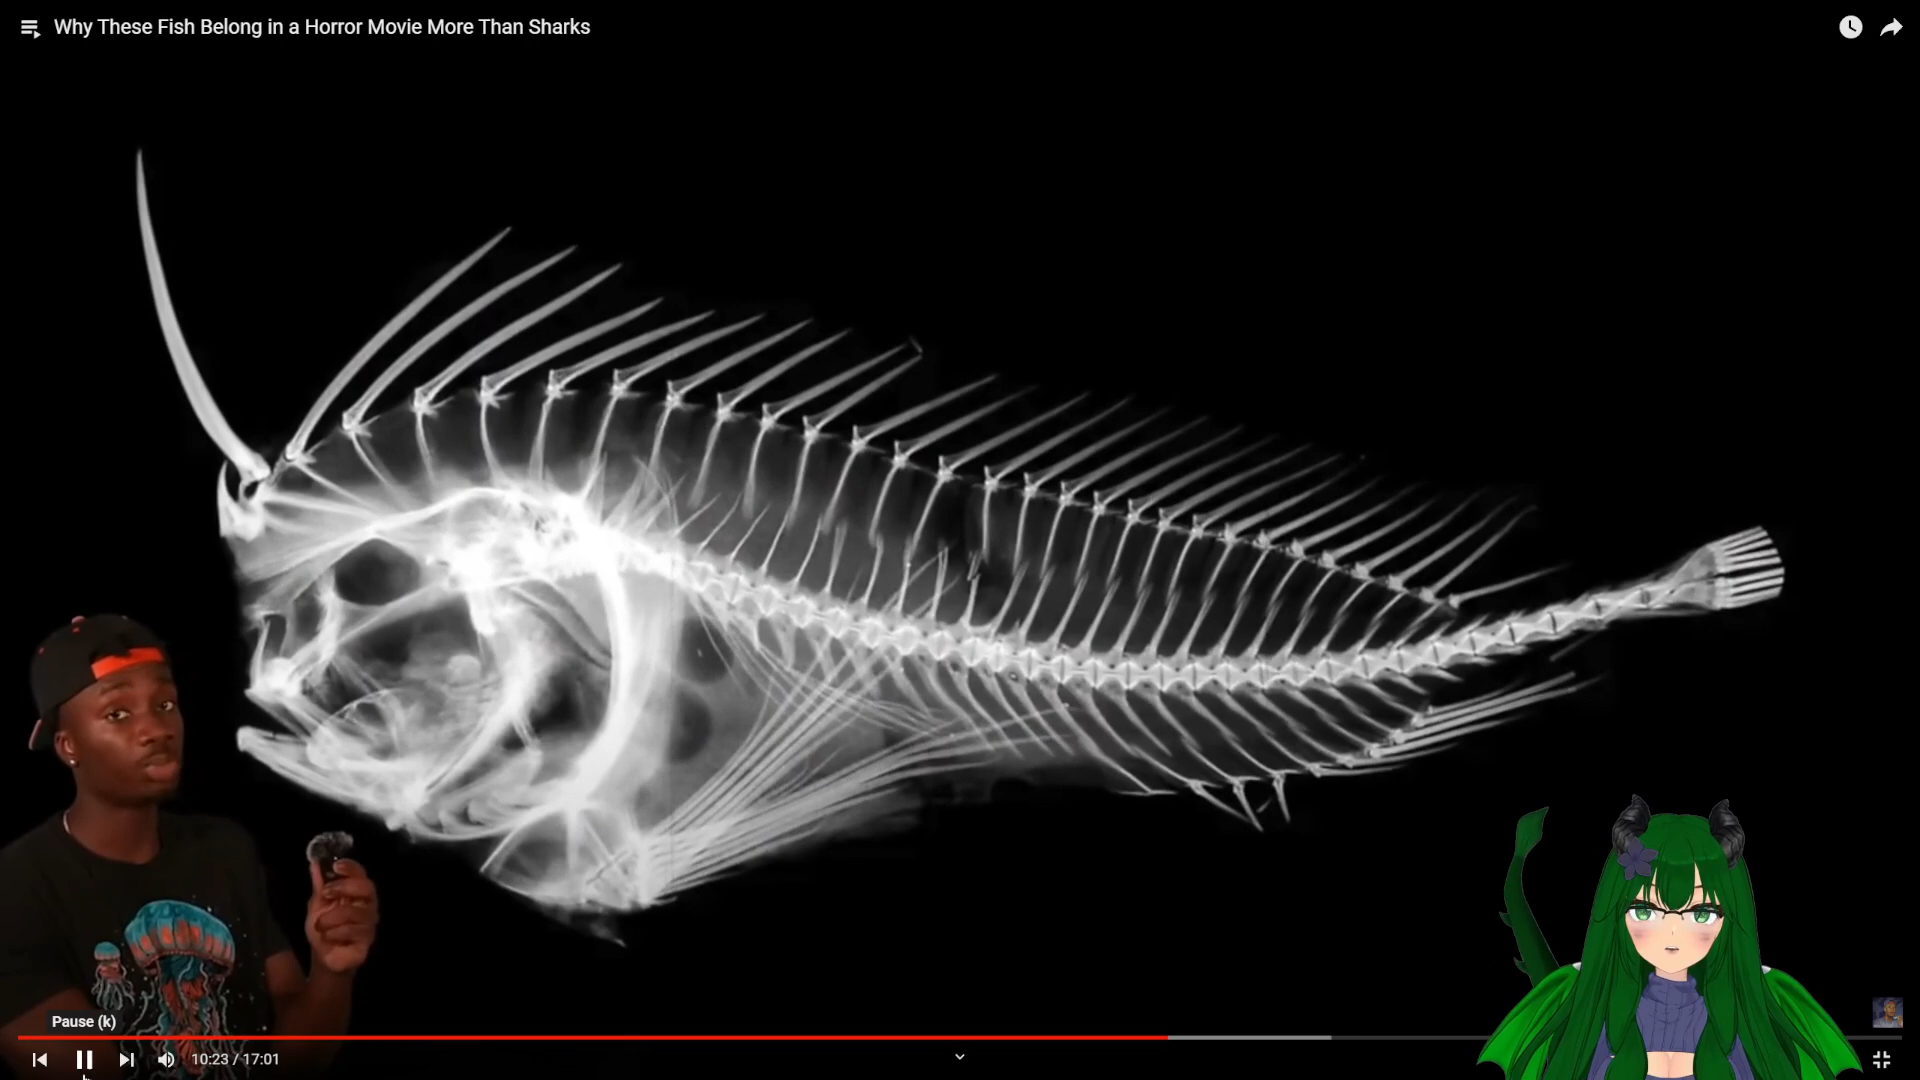 Why These Fish Belong in a Horror Movie More Than Sharks
Pause (k)
10:23 / 17:01